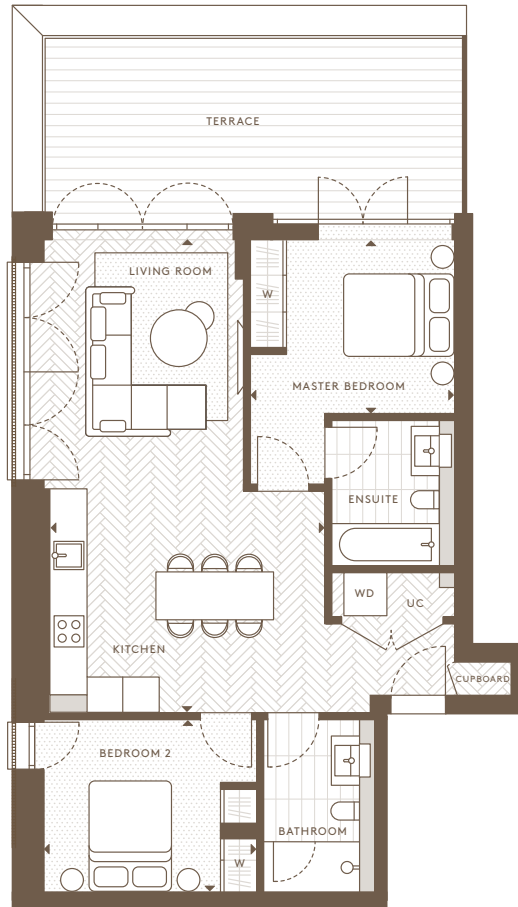 TERRACE
LIVING ROOM
W
MASTER BEDROOM
ENSUITE
WD
UC
KITCHEN
CUPBOARD
BEDROOM 2
BATHROOM
W